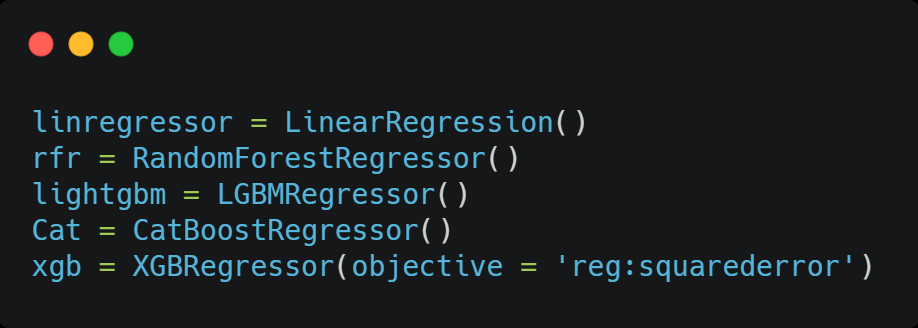 linregressor = LinearRegression()
rfr = RandomForestRegressor()
lightgbm = LGBMRegressor()
Cat = CatBoostRegressor()
xgb = XGBRegressor(objective = 'reg:squarederror')